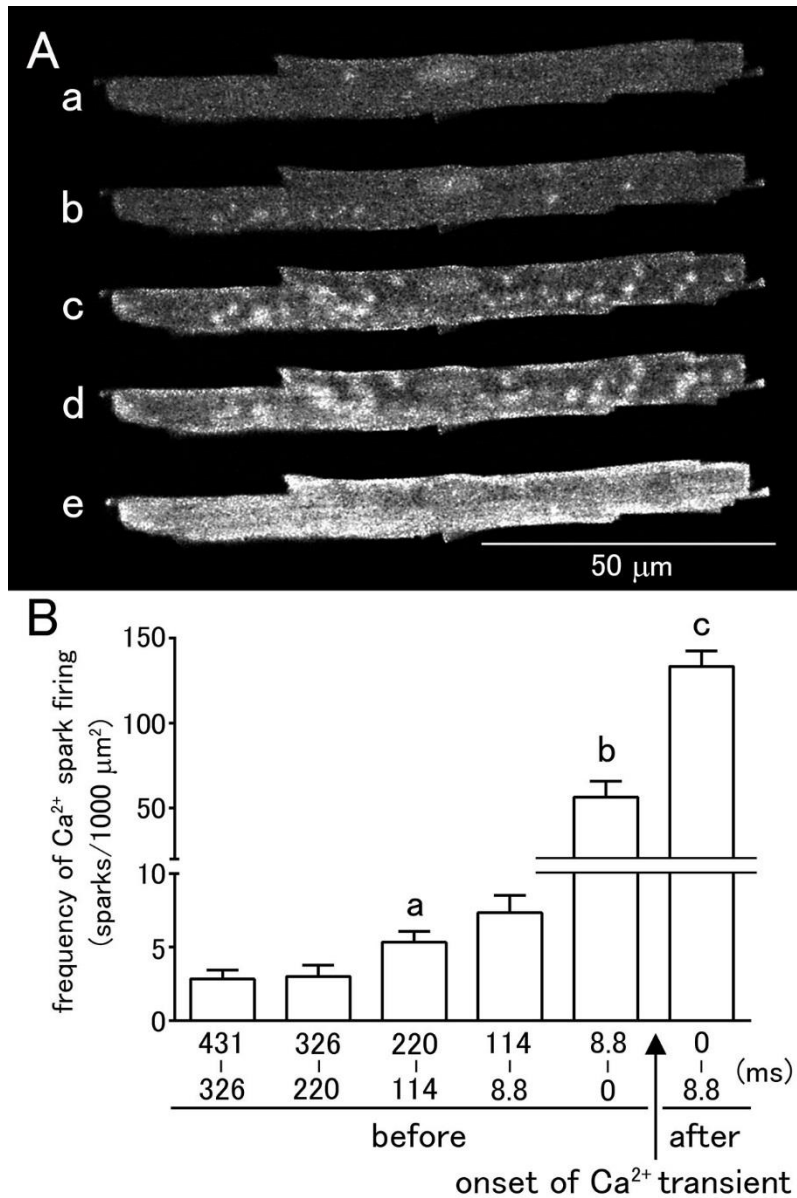 A
a
b
c
d
e
50 μm
B
frequency of Ca²⁺ spark firing
(sparks/1000 μm²)
150
100
50
10
5
0
a
b
c
431 326 220 114 8.8 0 (ms)
326 220 114 8.8 0 8.8
before after
onset of Ca²⁺ transient